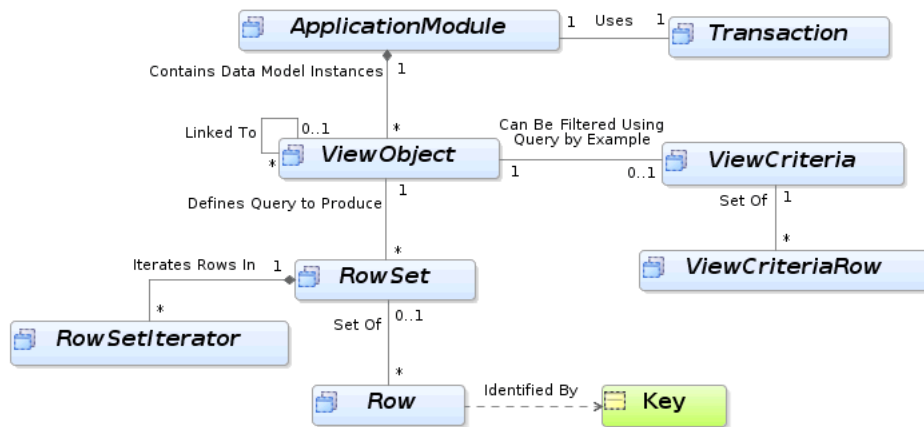 ApplicationModule
1 Uses 1
Transaction
Contains Data Model Instances
1
*
Linked To
0..1
*
ViewObject
Can Be Filtered Using
Query by Example
1
0..1
ViewCriteria
Defines Query to Produce
1
*
Set Of
1
*
ViewCriteriaRow
Iterates Rows In
1
*
RowSet
RowSetIterator
Set Of
0..1
*
Row
Identified By
Key